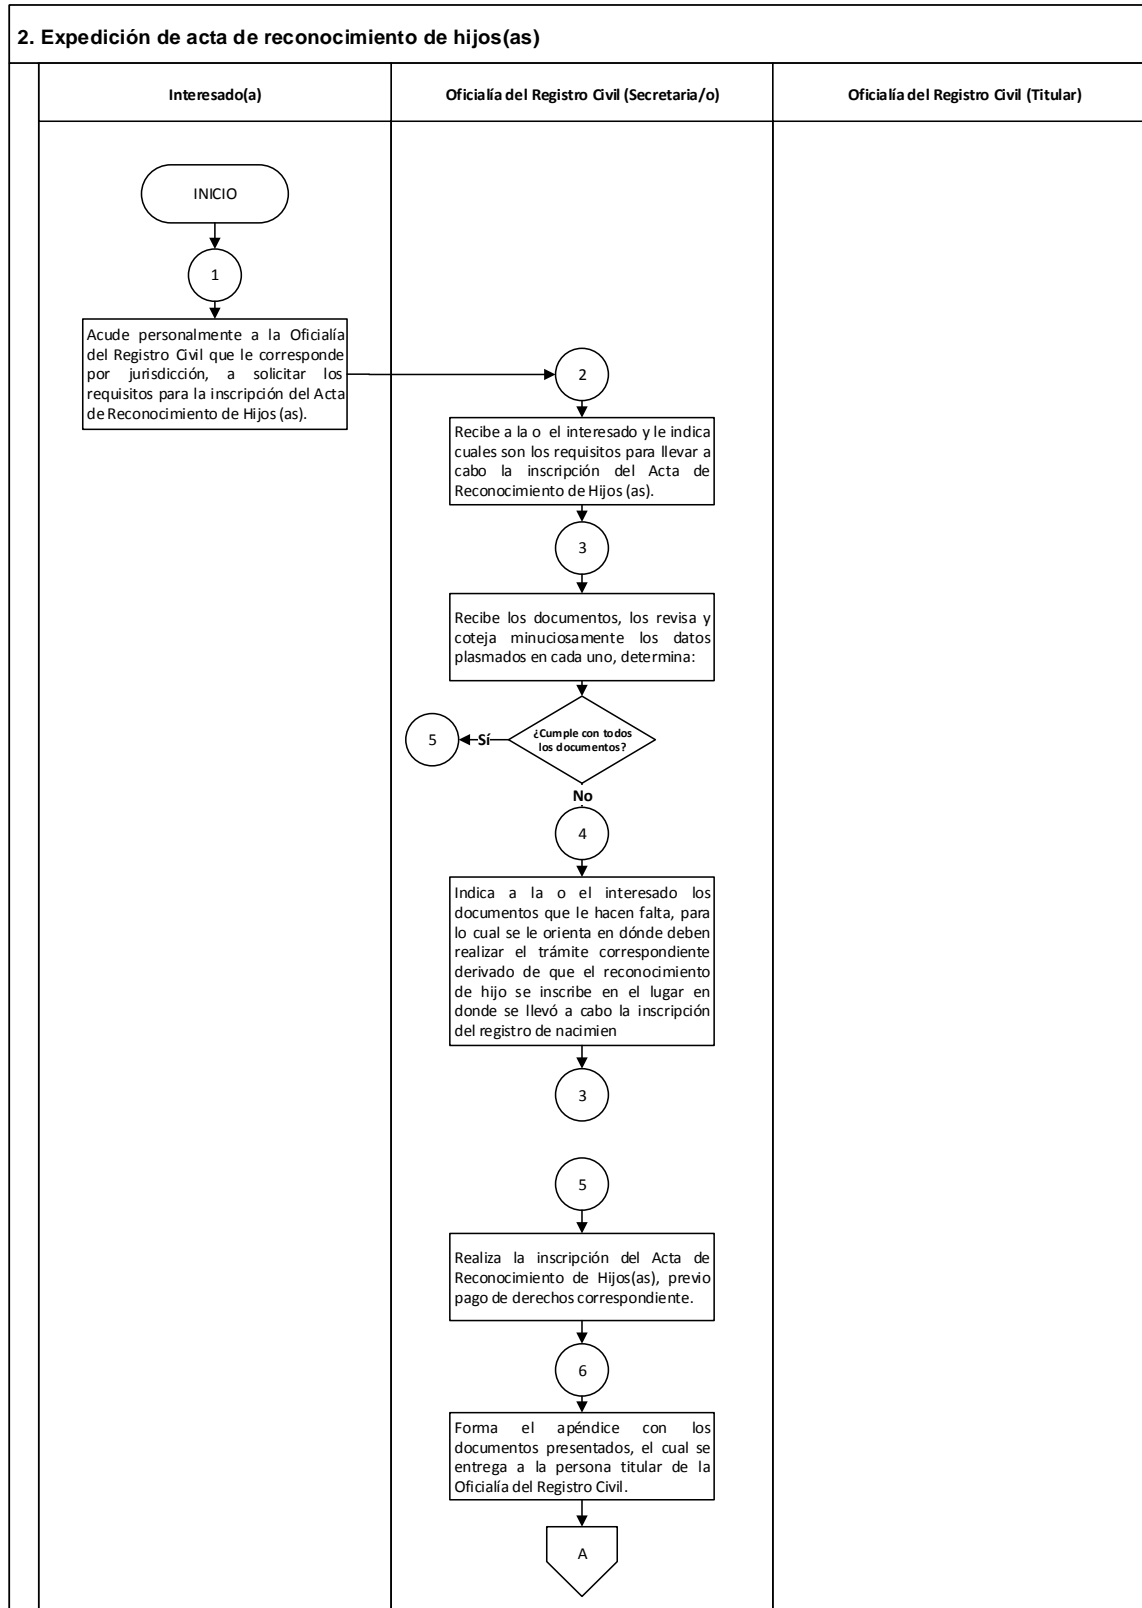 2. Expedición de acta de reconocimiento de hijos(as)
Interesado(a)
Oficialía del Registro Civil (Secretaria/o)
Oficialía del Registro Civil (Titular)
INICIO
1
Acude personalmente a la Oficialía
del Registro Civil que le corresponde
por jurisdicción, a solicitar los
requisitos para la inscripción del Acta
de Reconocimiento de Hijos (as).
2
Recibe a la o el interesado y le indica
cuales son los requisitos para llevar a
cabo la inscripción del Acta de
Reconocimiento de Hijos (as).
3
Recibe los documentos, los revisa y
coteja minuciosamente los datos
plasmados en cada uno, determina:
¿Cumple con todos
los documentos?
Sí
5
No
4
Indica a la o el interesado los
documentos que le hacen falta, para
lo cual se le orienta en dónde deben
realizar el trámite correspondiente
derivado de que el reconocimiento
de hijo se inscribe en el lugar en
donde se llevó a cabo la inscripción
del registro de nacimien
3
5
Realiza la inscripción del Acta de
Reconocimiento de Hijos(as), previo
pago de derechos correspondiente.
6
Forma el apéndice con los
documentos presentados, el cual se
entrega a la persona titular de la
Oficialía del Registro Civil.
A